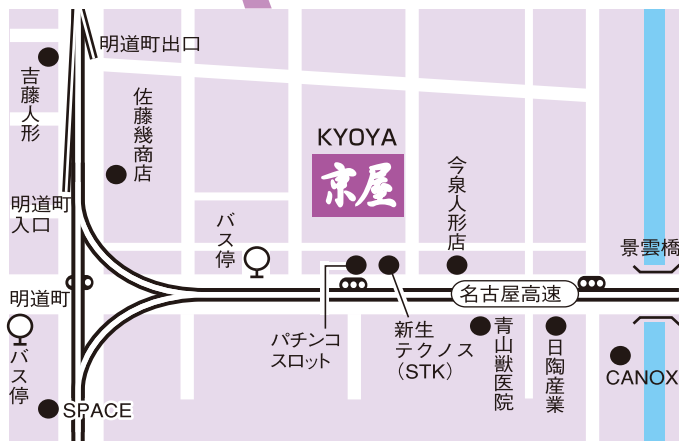 明道町出口
吉藤人形
佐藤幾商店
KYOYA
京屋
今泉人形店
明道町
入口
バス停
景雲橋
明道町
名古屋高速
パチンコ
スロット
新生
テクノス
(STK)
青山獣医院
日陶産業
バス停
CANOX
SPACE